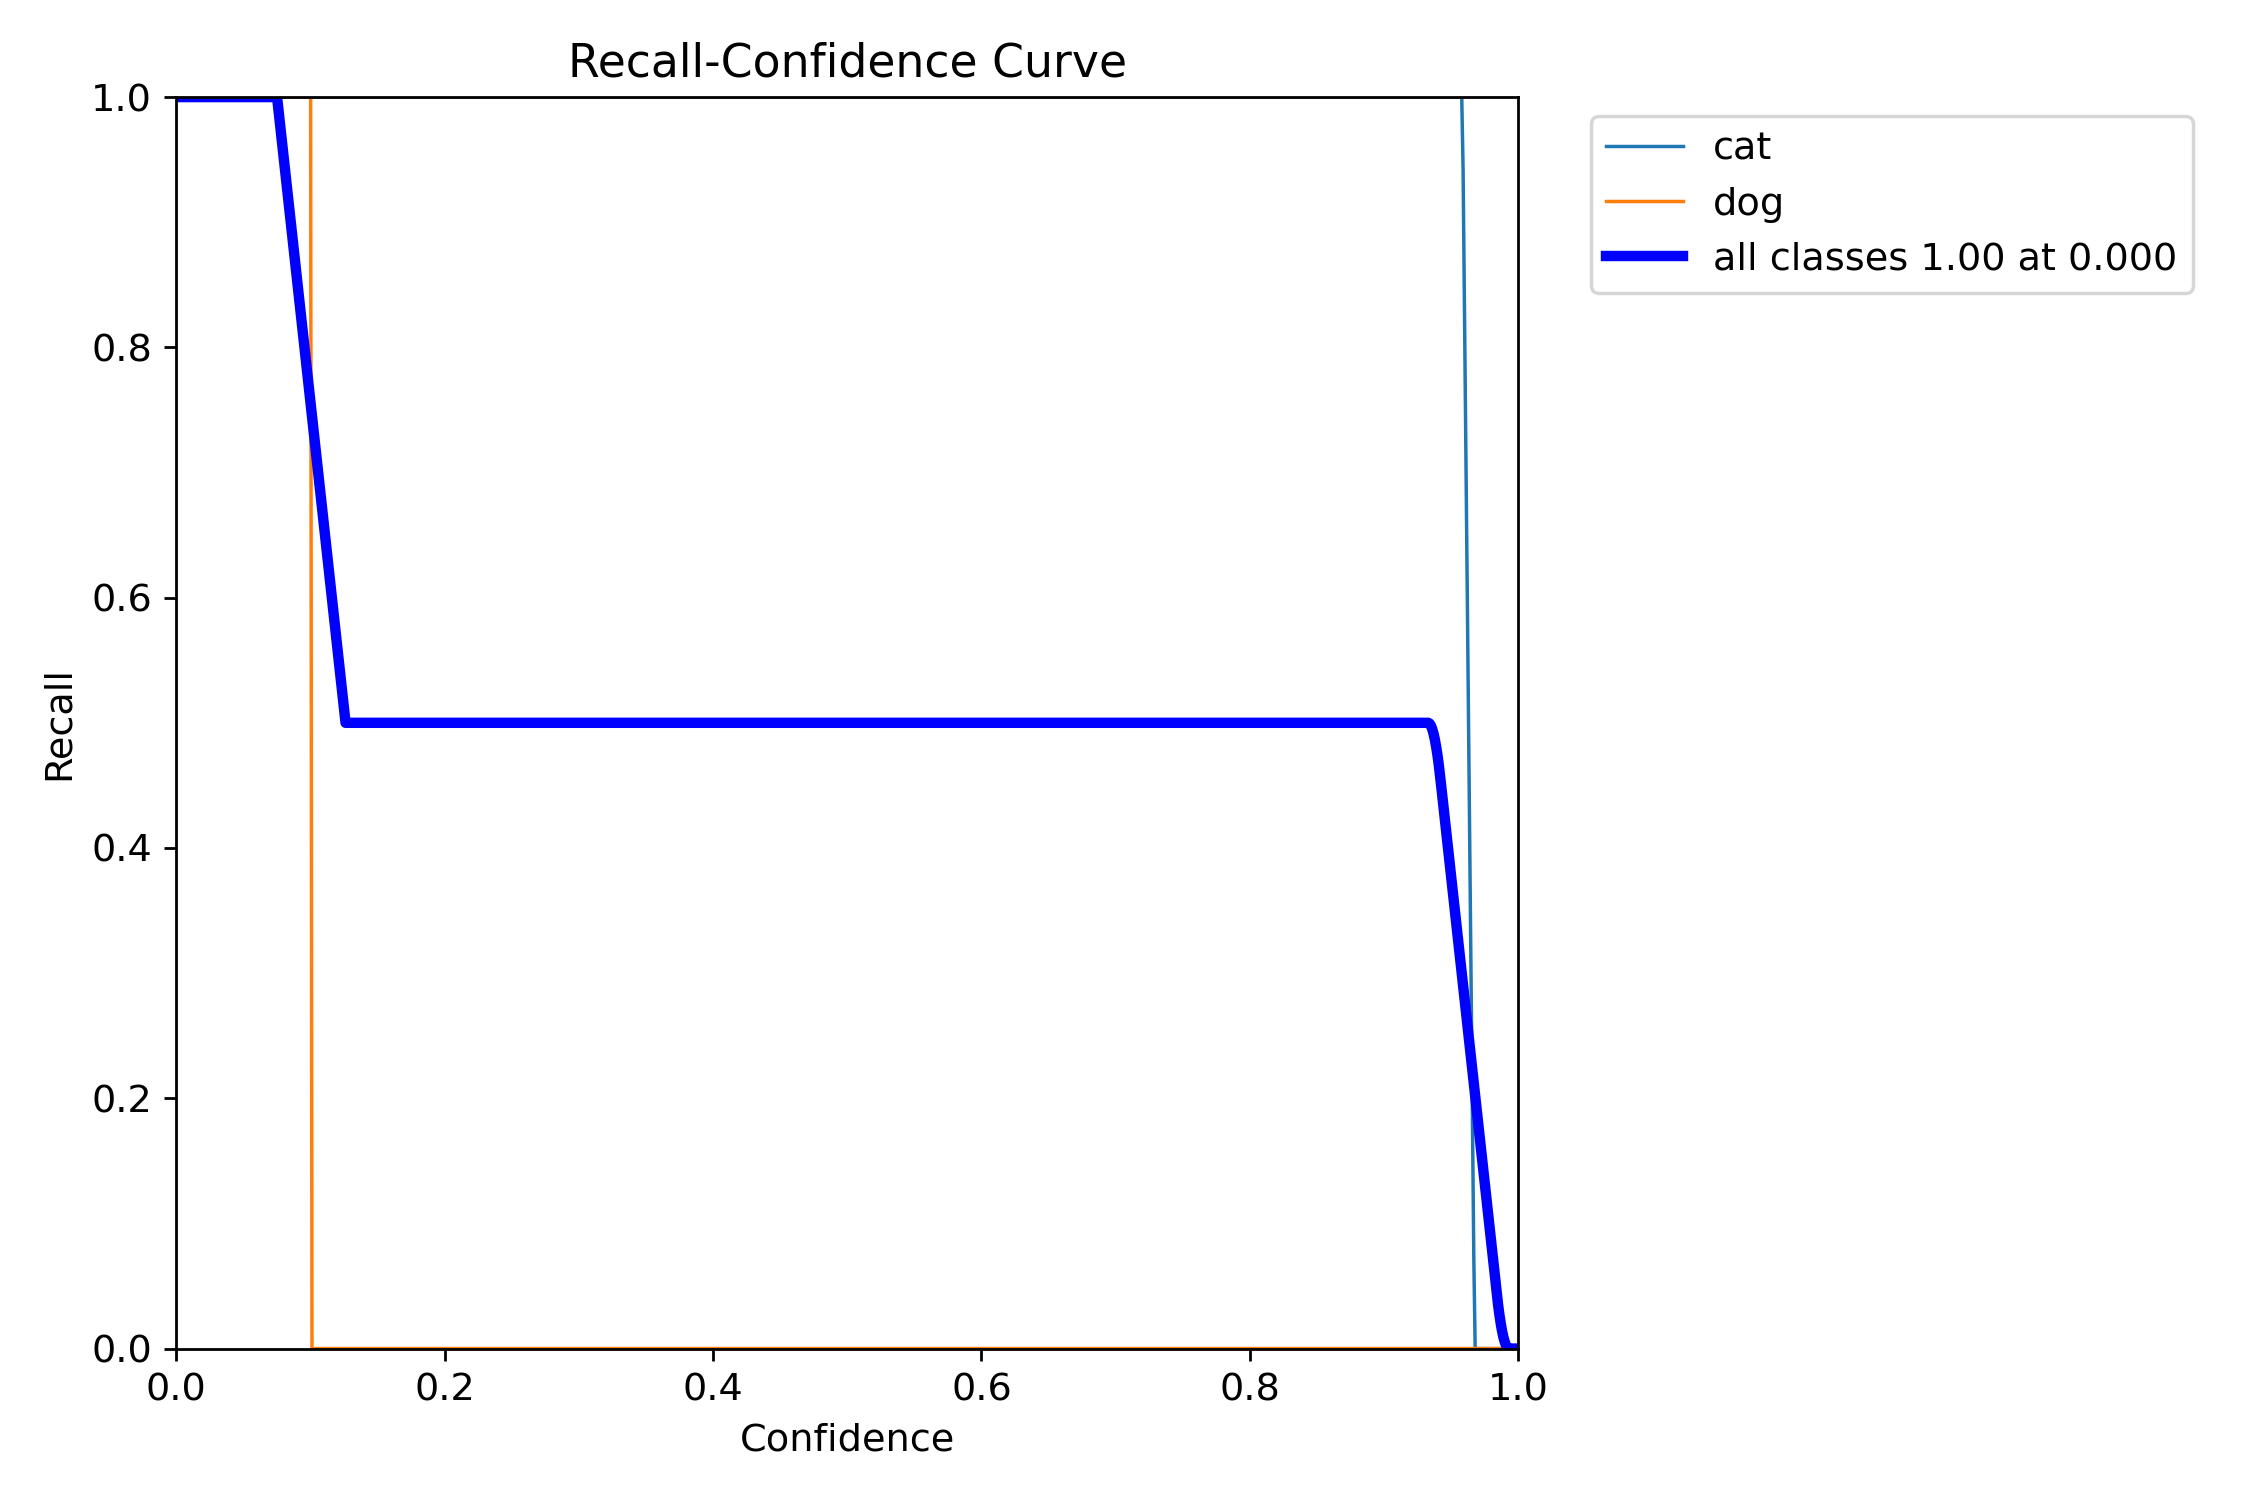 Recall-Confidence Curve
1.0
0.8
0.6
0.4
0.2
0.0
Recall
0.0 0.2 0.4 0.6 0.8 1.0
Confidence
cat
dog
all classes 1.00 at 0.000